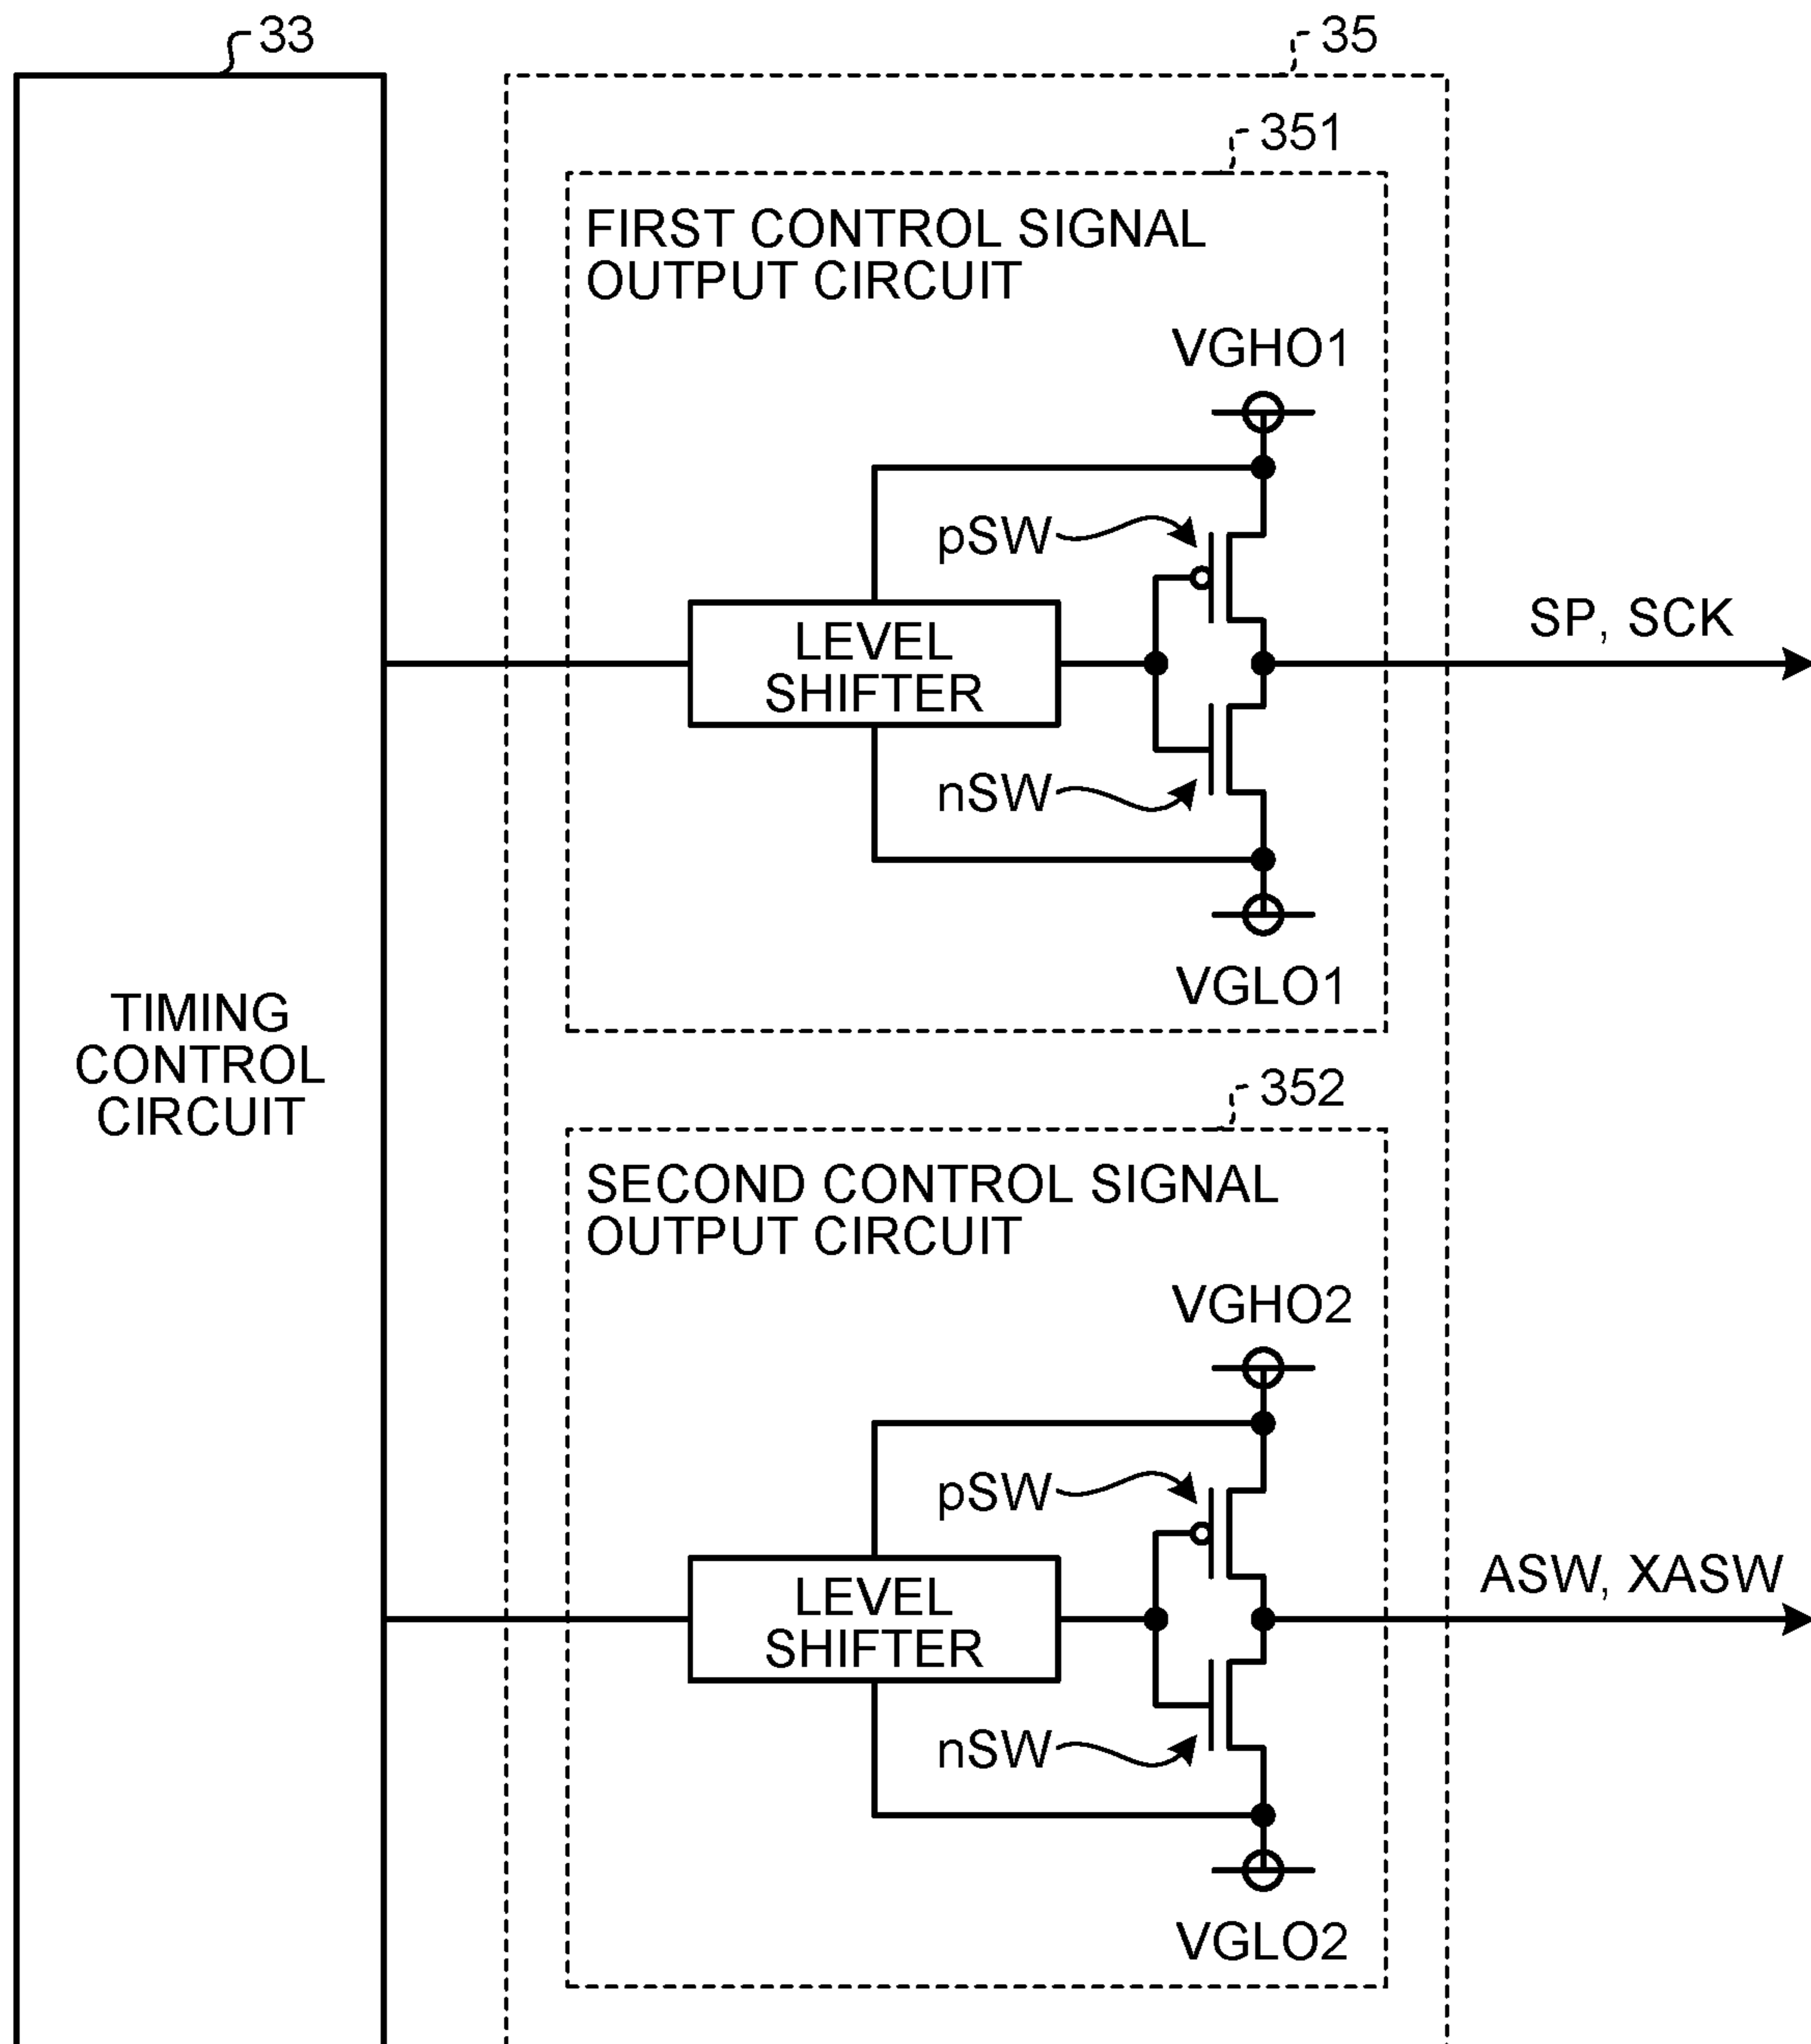 33
35
351
FIRST CONTROL SIGNAL
OUTPUT CIRCUIT
VGHO1
pSW
SP, SCK
LEVEL
SHIFTER
nSW
VGLO1
TIMING
CONTROL
CIRCUIT
352
SECOND CONTROL SIGNAL
OUTPUT CIRCUIT
VGHO2
pSW
ASW, XASW
LEVEL
SHIFTER
nSW
VGLO2